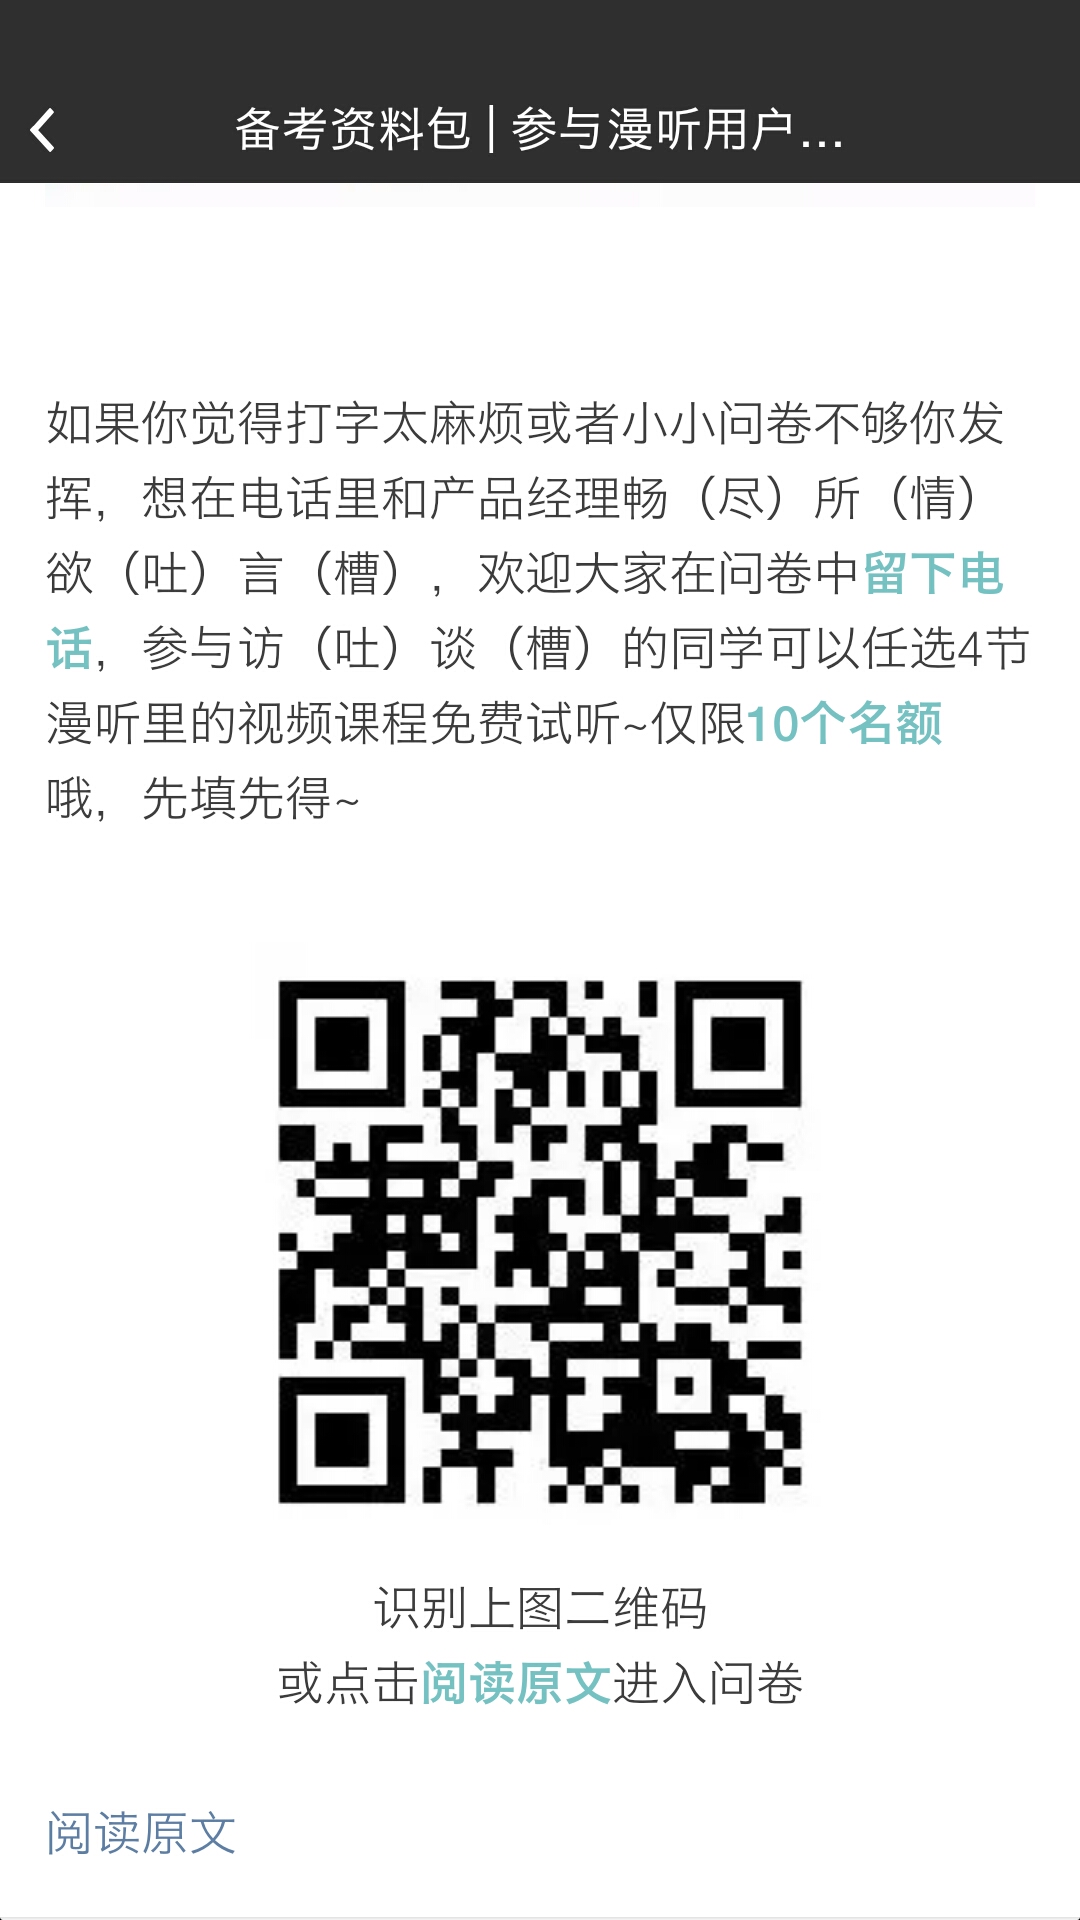 备考资料包 | 参与漫听用户...
如果你觉得打字太麻烦或者小小问卷不够你发
挥，想在电话里和产品经理畅（尽）所（情）
欲（吐）言（槽），欢迎大家在问卷中留下电
话，参与访（吐）谈（槽）的同学可以任选4节
漫听里的视频课程免费试听~仅限10个名额
哦，先填先得~
识别上图二维码
或点击阅读原文进入问卷
阅读原文